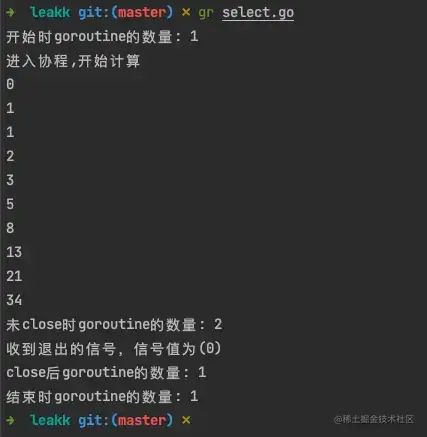 → leakk git:(master) × gr select.go
开始时goroutine的数量: 1
进入协程,开始计算
0
1
1
2
3
5
8
13
21
34
未close时goroutine的数量: 2
收到退出的信号, 信号值为(0)
close后goroutine的数量: 1
结束时goroutine的数量: 1
→ leakk git:(master) ×
@稀土掘金技术社区